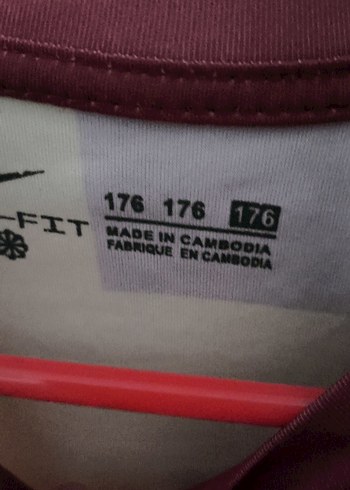 176 176 176
-FIT
MADE IN CAMBODIA
FABRIQUE EN CAMBODIA